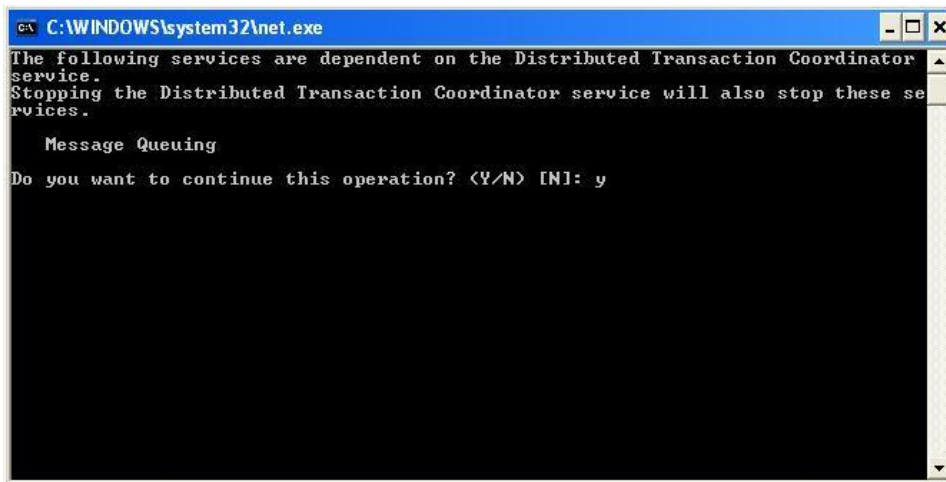 C:\WINDOWS\system32\net.exe
The following services are dependent on the Distributed Transaction Coordinator
service.
Stopping the Distributed Transaction Coordinator service will also stop these se
rvices.
Message Queuing
Do you want to continue this operation? (Y/N) [N]: y